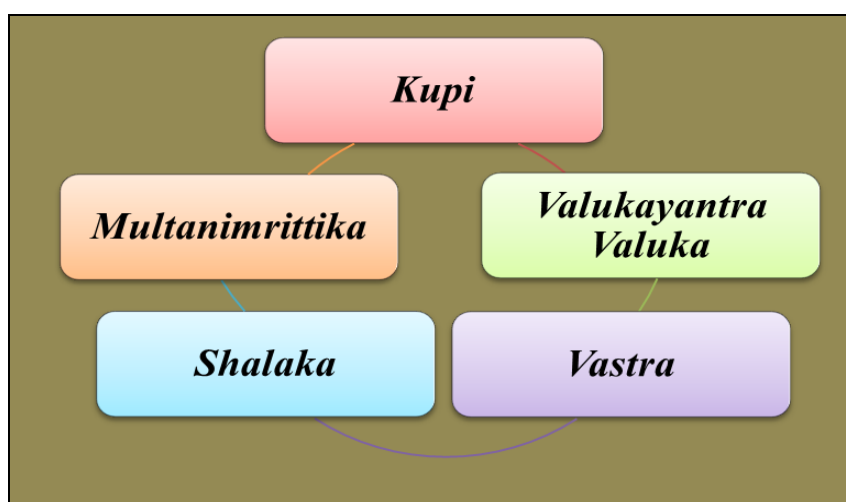 Kupi
Multanimrittika
Valukayantra
Valuka
Shalaka
Vastra